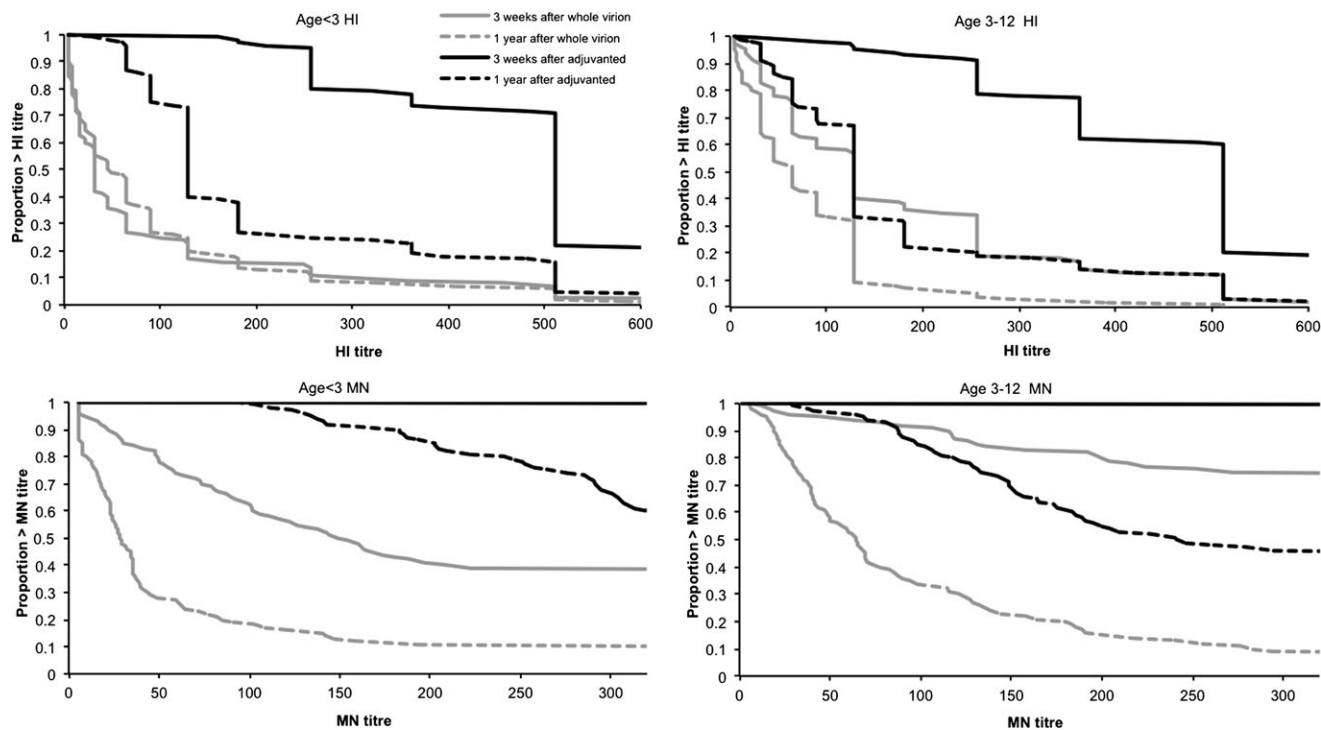 Age<3 HI
3 weeks after whole virion
1 year after whole virion
3 weeks after adjuvanted
1 year after adjuvanted
Proportion > HI titre
1
0.9
0.8
0.7
0.6
0.5
0.4
0.3
0.2
0.1
0
0 100 200 300 400 500 600
HI titre
Age 3-12 HI
Proportion > HI titre
1
0.9
0.8
0.7
0.6
0.5
0.4
0.3
0.2
0.1
0
0 100 200 300 400 500 600
HI titre
Age<3 MN
Proportion > MN titre
1
0.9
0.8
0.7
0.6
0.5
0.4
0.3
0.2
0.1
0
0 50 100 150 200 250 300
MN titre
Age 3-12 MN
Proportion > MN titre
1
0.9
0.8
0.7
0.6
0.5
0.4
0.3
0.2
0.1
0
0 50 100 150 200 250 300
MN titre